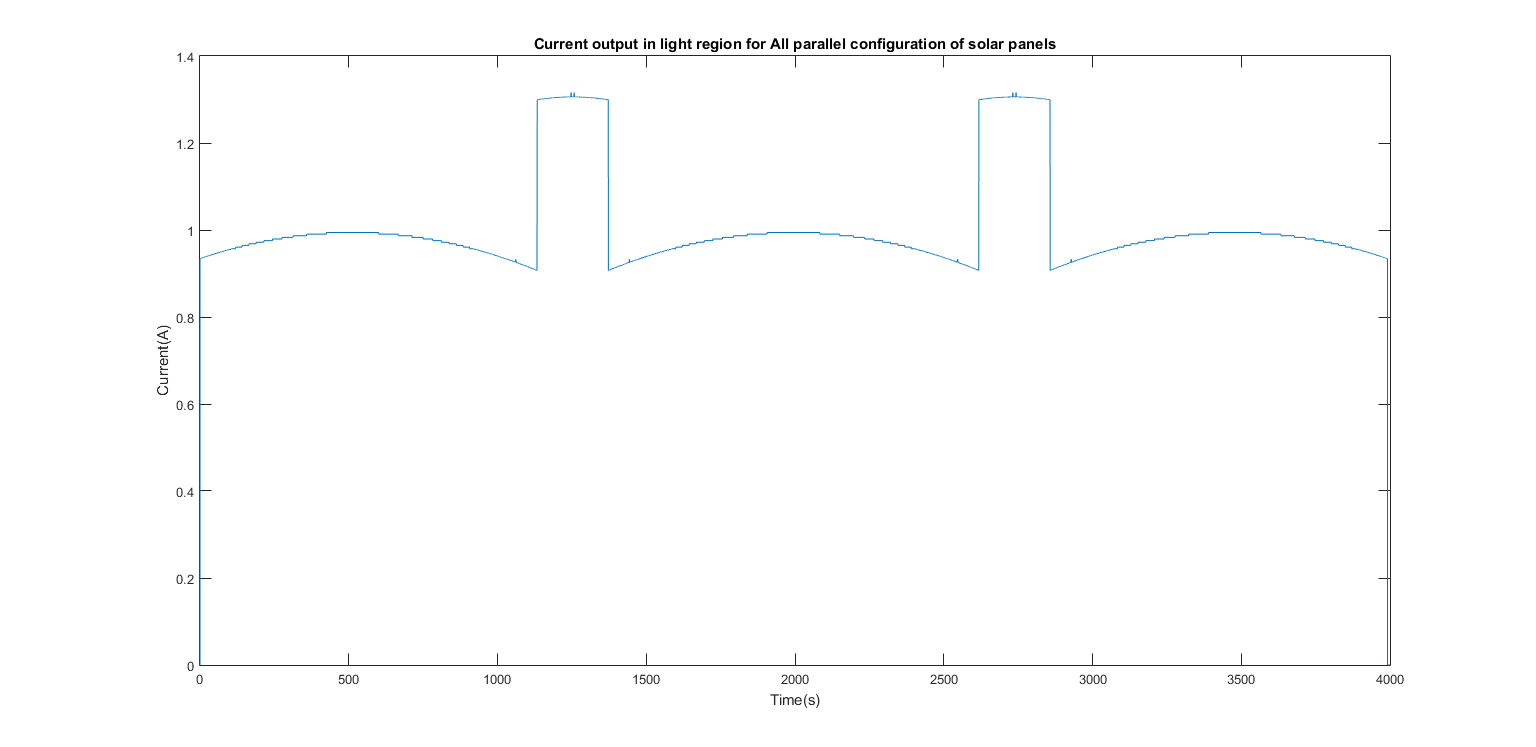 Current output in light region for All parallel configuration of solar panels
1.4
1.2
1
0.8
0.6
0.4
0.2
0
Current(A)
0 500 1000 1500 2000 2500 3000 3500 4000
Time(s)